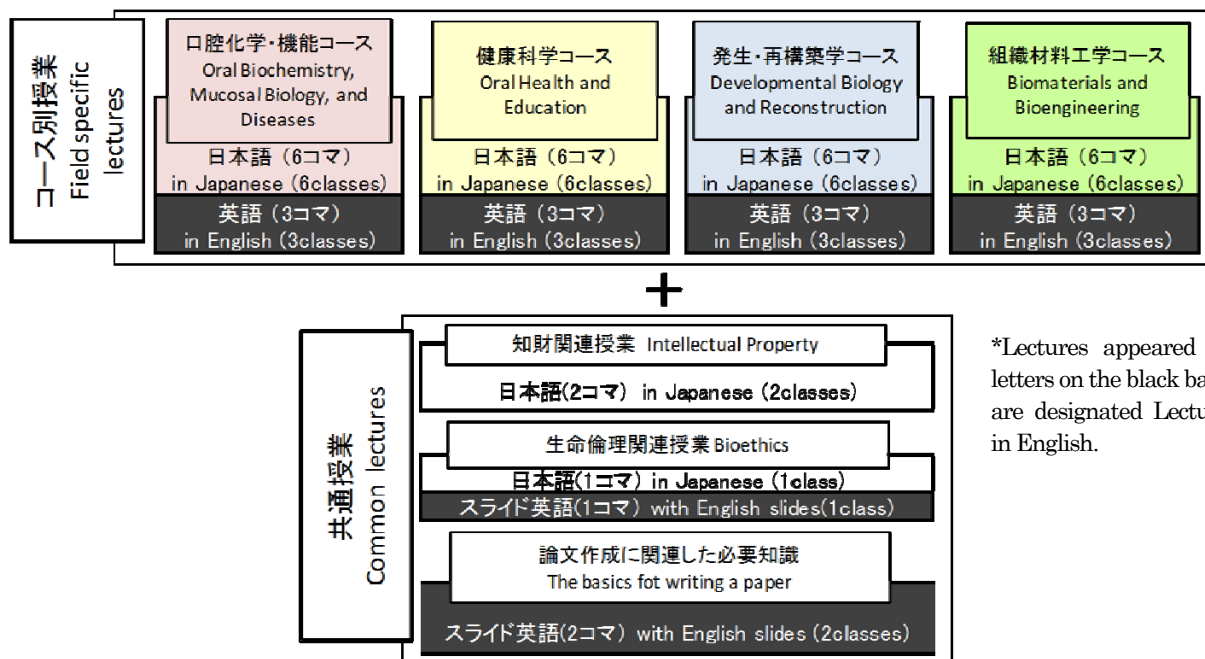 コース別授業
Field specific
lectures
口腔化学・機能コース
Oral Biochemistry,
Mucosal Biology, and
Diseases
日本語（6コマ）
in Japanese (6classes)
英語（3コマ）
in English (3classes)
健康科学コース
Oral Health and
Education
日本語（6コマ）
in Japanese (6classes)
英語（3コマ）
in English (3classes)
発生・再構築学コース
Developmental Biology
and Reconstruction
日本語（6コマ）
in Japanese (6classes)
英語（3コマ）
in English (3classes)
組織材料工学コース
Biomaterials and
Bioengineering
日本語（6コマ）
in Japanese (6classes)
英語（3コマ）
in English (3classes)
+
共通授業
Common lectures
知財関連授業 Intellectual Property
日本語(2コマ) in Japanese (2classes)
生命倫理関連授業 Bioethics
日本語(1コマ) in Japanese (1class)
スライド英語(1コマ) with English slides(1class)
論文作成に関連した必要知識
The basics fot writing a paper
スライド英語(2コマ) with English slides (2classes)
*Lectures appeared
letters on the black
are designated
in English.